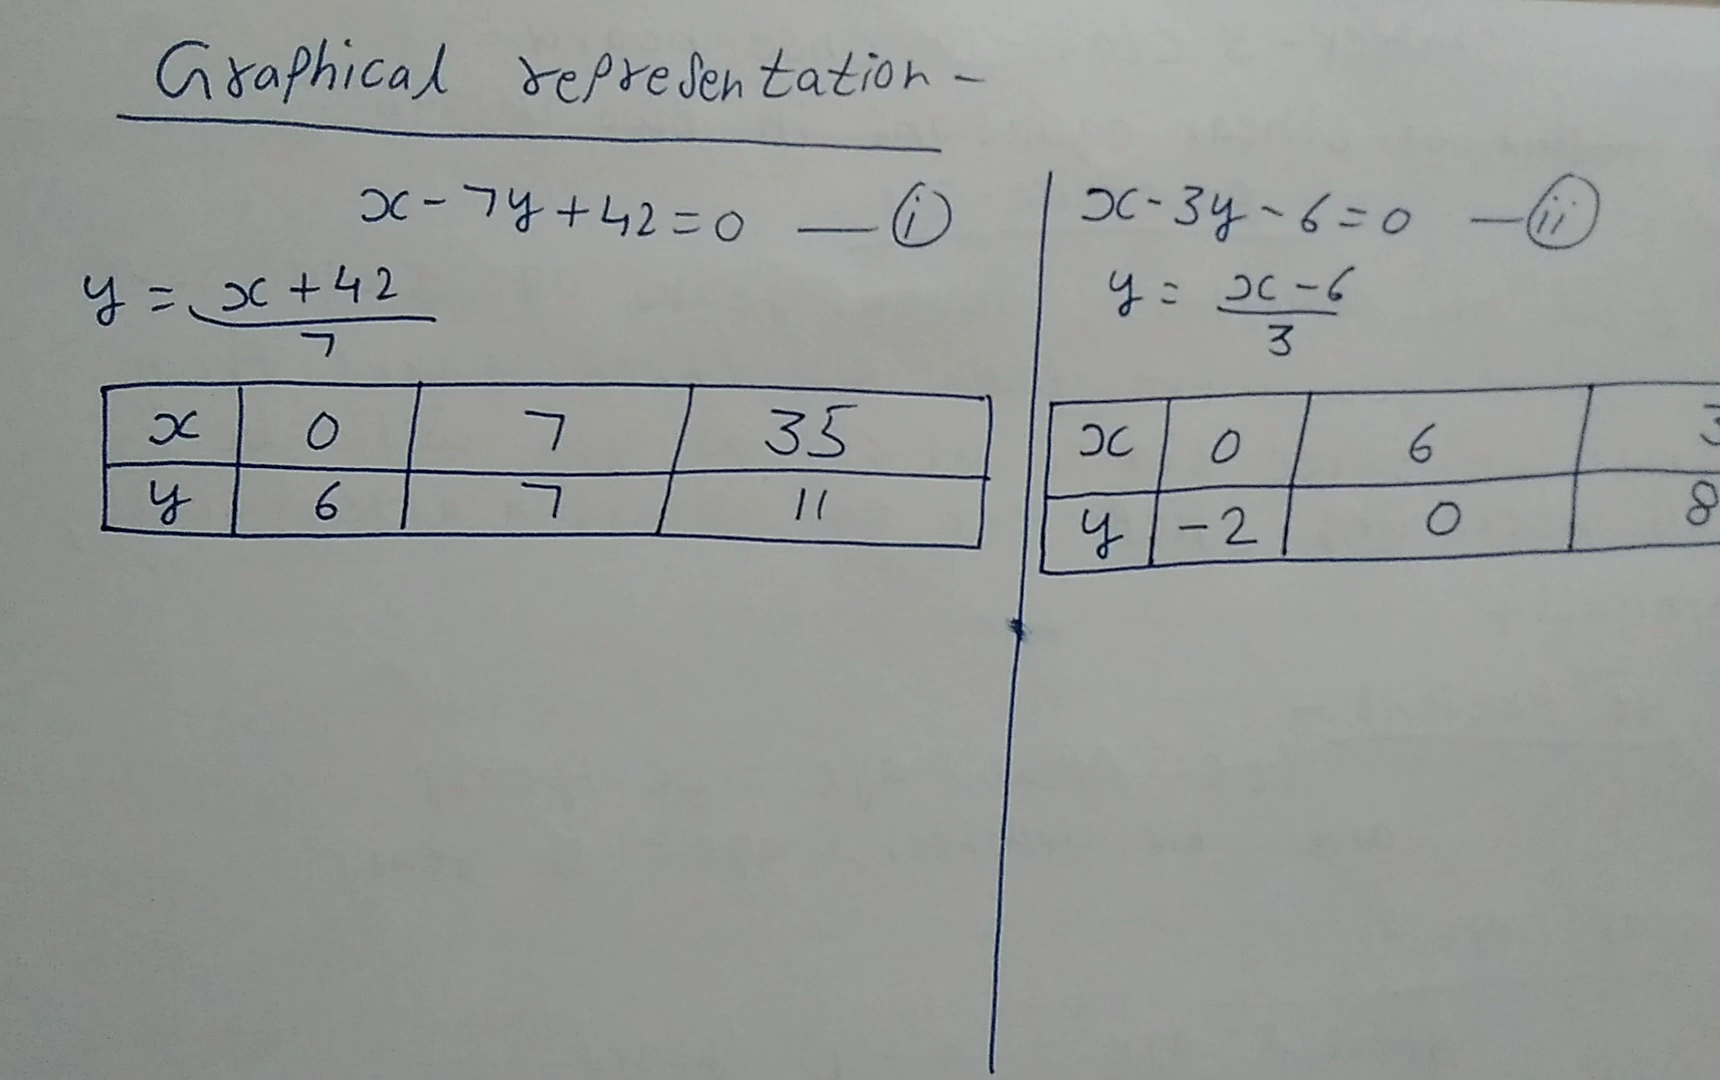 Graphical representation -
x - 7y + 42 = 0 — (i)
y = x + 42
7
x 0 7 35
y 6 7 11
x - 3y - 6 = 0 — (ii)
y = x - 6
3
x 0 6
y -2 0 8